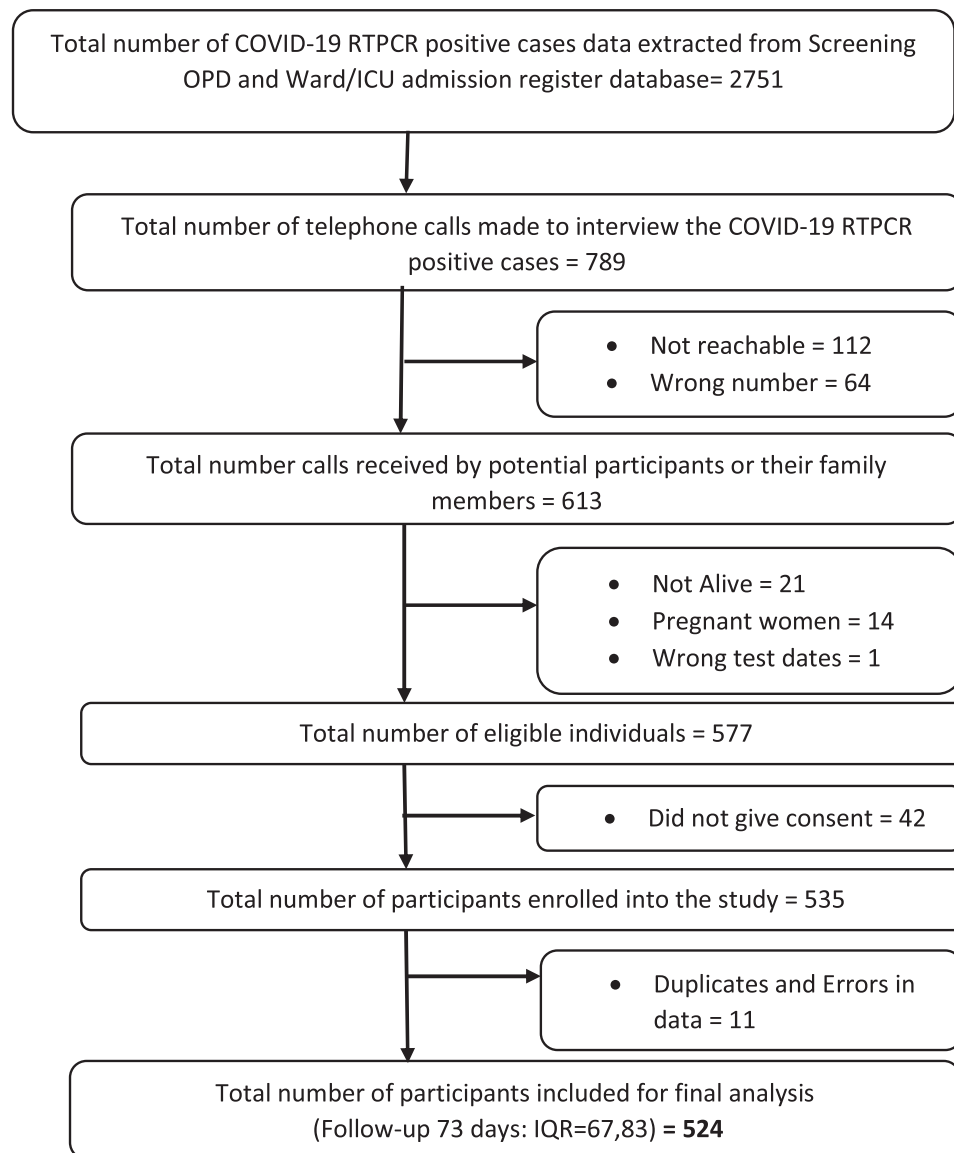 Total number of COVID-19 RTPCR positive cases data extracted from Screening
OPD and Ward/ICU admission register database= 2751
Total number of telephone calls made to interview the COVID-19 RTPCR
positive cases = 789
• Not reachable = 112
• Wrong number = 64
Total number calls received by potential participants or their family
members = 613
• Not Alive = 21
• Pregnant women = 14
• Wrong test dates = 1
Total number of eligible individuals = 577
• Did not give consent = 42
Total number of participants enrolled into the study = 535
• Duplicates and Errors in
data = 11
Total number of participants included for final analysis
(Follow-up 73 days: IQR=67,83) = 524